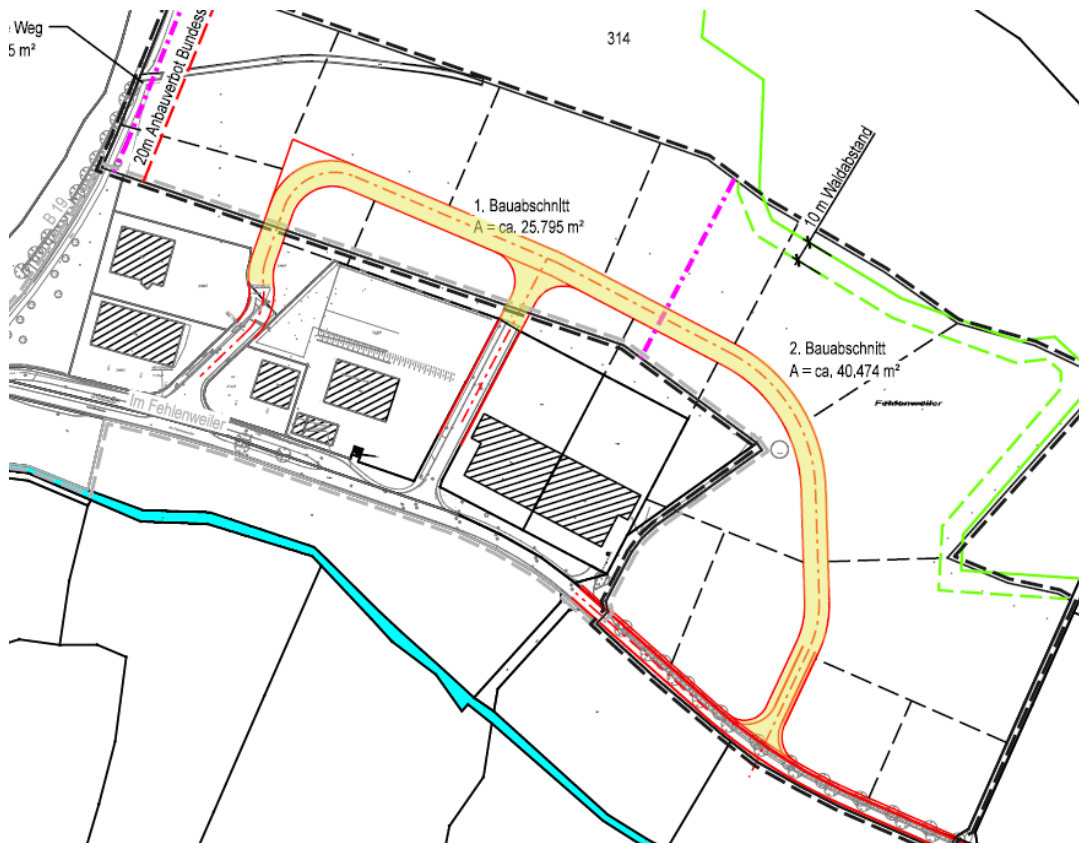 Weg
5 m²
314
20m Anbauverbot Bundess
10 m Waldabstand
B 19
1. Bauabschnitt
A = ca. 25.795 m²
2. Bauabschnitt
A = ca. 40,474 m²
Fehlenweiler
Im Fehlenweiler